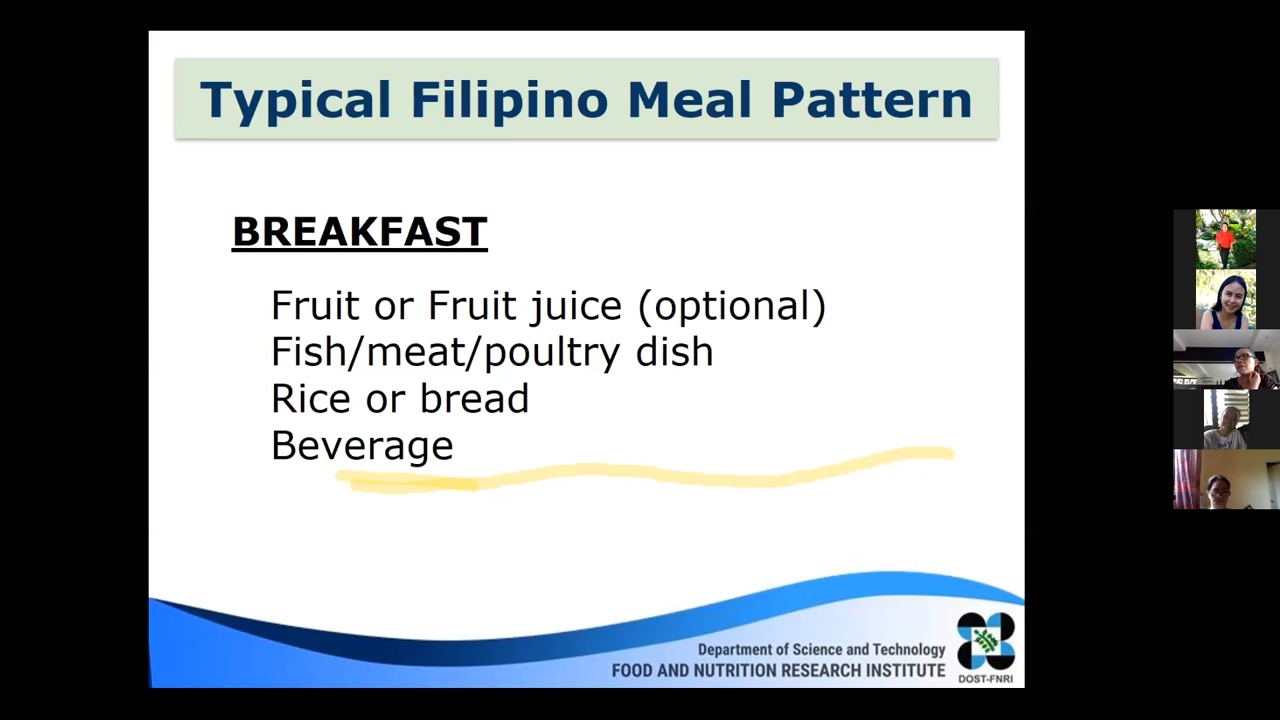 Typical Filipino Meal Pattern
BREAKFAST
Fruit or Fruit juice (optional)
Fish/meat/poultry dish
Rice or bread
Beverage
Department of Science and Technology
FOOD AND NUTRITION RESEARCH INSTITUTE
DOST-FNRI